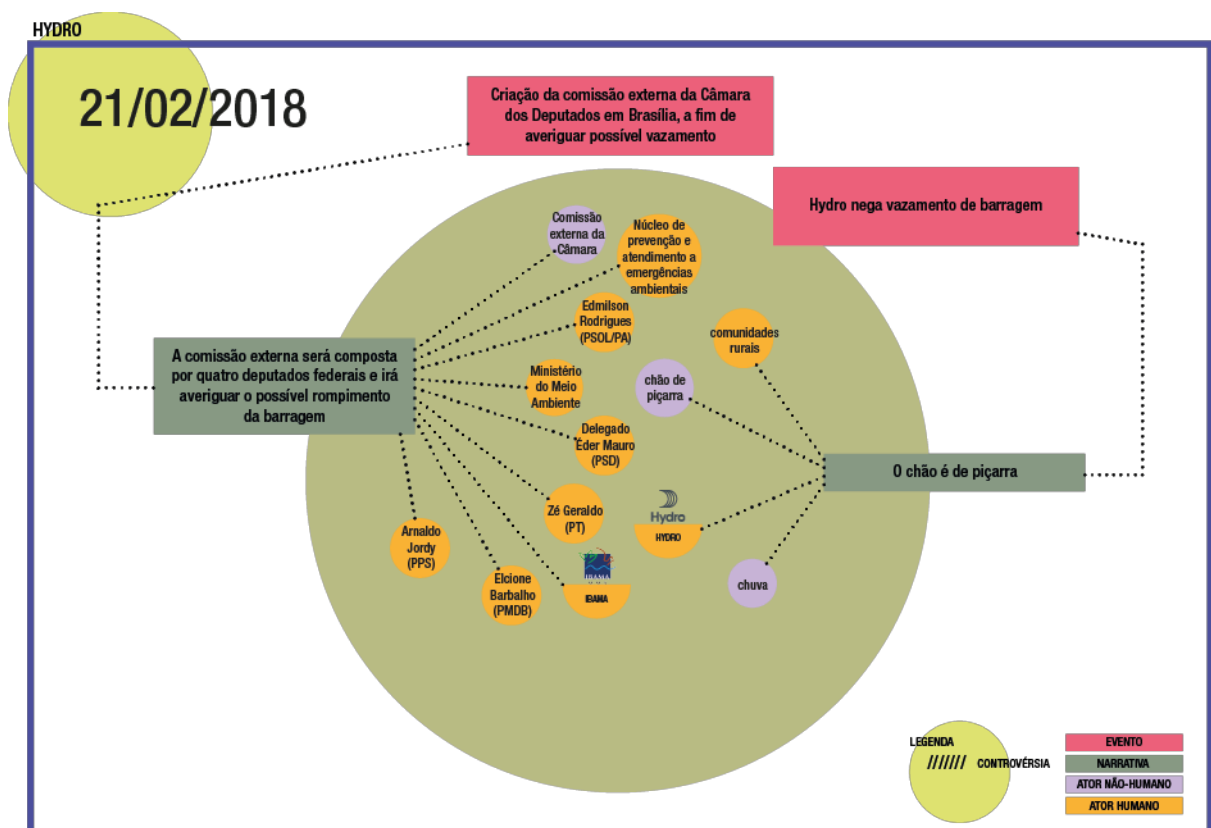 HYDRO
21/02/2018
Criação da comissão externa da Câmara
dos Deputados em Brasília, a fim de
averiguar possível vazamento
Hydro nega vazamento de barragem
Comissão
externa da
Câmara
Núcleo de
prevenção e
atendimento a
emergências
ambientais
Edmilson
Rodrigues
(PSOL/PA)
comunidades
rurais
A comissão externa será composta
por quatro deputados federais e irá
averiguar o possível rompimento
da barragem
Ministério
do Meio
Ambiente
chão de
piçarra
Delegado
Éder Mauro
(PSD)
O chão é de piçarra
Zé Geraldo
(PT)
Hydro
HYDRO
Arnaldo
Jordy
(PPS)
Elcione
Barbalho
(PMDB)
IBAMA
M M A
IBAMA
chuva
LEGENDA
/////// CONTROVÉRSIA
EVENTO
NARRATIVA
ATOR NÃO-HUMANO
ATOR HUMANO